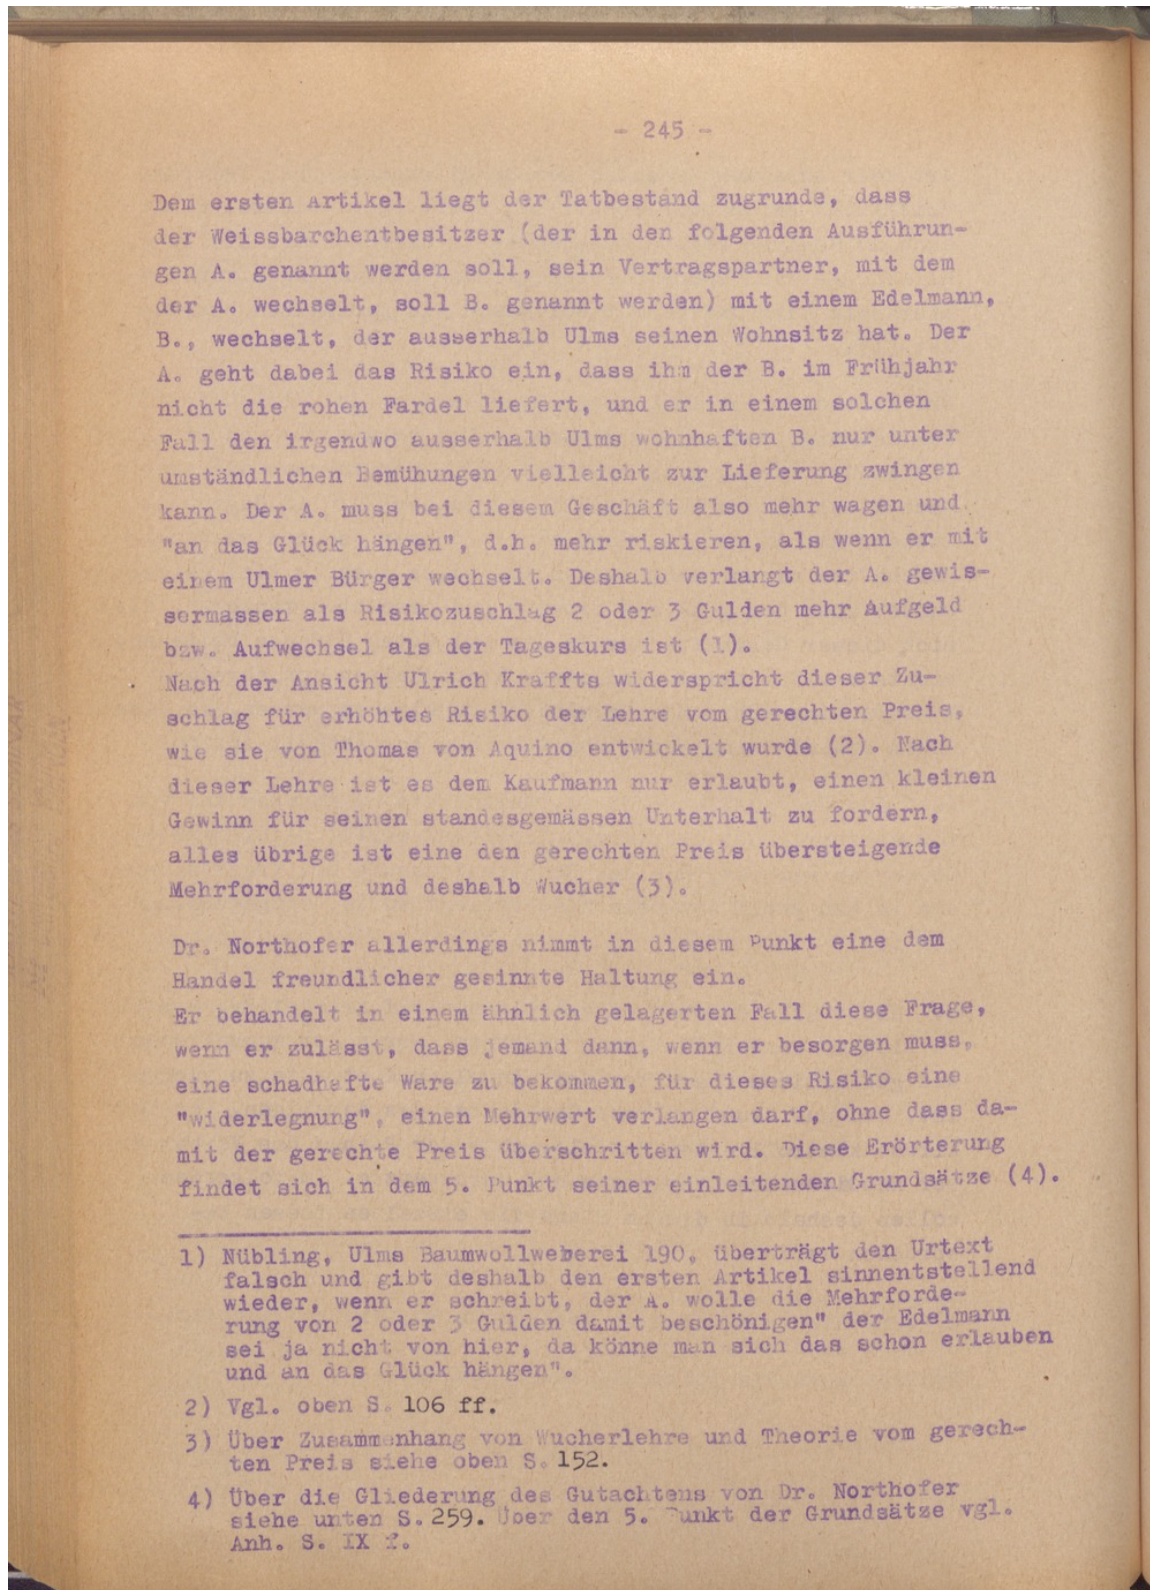 - 245 -
Dem ersten Artikel liegt der Tatbestand zugrunde, dass
der Weissbarchentbesitzer (der in den folgenden Ausführun-
gen A. genannt werden soll, sein Vertragspartner, mit dem
der A. wechselt, soll B. genannt werden) mit einem Edelmann,
B., wechselt, der ausserhalb Ulms seinen Wohnsitz hat. Der
A. geht dabei das Risiko ein, dass ihm der B. im Frühjahr
nicht die rohen Fardel liefert, und er in einem solchen
Fall den irgendwo ausserhalb Ulms wohnhaften B. nur unter
umständlichen Bemühungen vielleicht zur Lieferung zwingen
kann. Der A. muss bei diesem Geschäft also mehr wagen und
"an das Glück hängen", d.h. mehr riskieren, als wenn er mit
einem Ulmer Bürger wechselt. Deshalb verlangt der A. gewis-
sermassen als Risikozuschlag 2 oder 3 Gulden mehr Aufgeld
bzw. Aufwechsel als der Tageskurs ist (1).
Nach der Ansicht Ulrich Kraffts widerspricht dieser Zu-
schlag für erhöhtes Risiko der Lehre vom gerechten Preis,
wie sie von Thomas von Aquino entwickelt wurde (2). Nach
dieser Lehre ist es dem Kaufmann nur erlaubt, einen kleinen
Gewinn für seinen standesgemässen Unterhalt zu fordern,
alles übrige ist eine den gerechten Preis übersteigende
Mehrforderung und deshalb Wucher (3).
Dr. Northofer allerdings nimmt in diesem Punkt eine dem
Handel freundlicher gesinnte Haltung ein.
Er behandelt in einem ähnlich gelagerten Fall diese Frage,
wenn er zulässt, dass jemand dann, wenn er besorgen muss,
eine schadhafte Ware zu bekommen, für dieses Risiko eine
"widerlegnung", einen Mehrwert verlangen darf, ohne dass da-
mit der gerechte Preis überschritten wird. Diese Erörterung
findet sich in dem 5. Punkt seiner einleitenden Grundsätze (4).
1) Nübling, Ulms Baumwollweberei 190, überträgt den Urtext
falsch und gibt deshalb den ersten Artikel sinnentstellend
wieder, wenn er schreibt, der A. wolle die Mehrforde-
rung von 2 oder 3 Gulden damit beschönigen" der Edelmann
sei ja nicht von hier, da könne man sich das schon erlauben
und an das Glück hängen".
2) Vgl. oben S. 106 ff.
3) Über Zusammenhang von Wucherlehre und Theorie vom gerech-
ten Preis siehe oben S. 152.
4) Über die Gliederung des Gutachtens von Dr. Northofer
siehe unten S. 259. Über den 5. Punkt der Grundsätze vgl.
Anh. S. IX f.